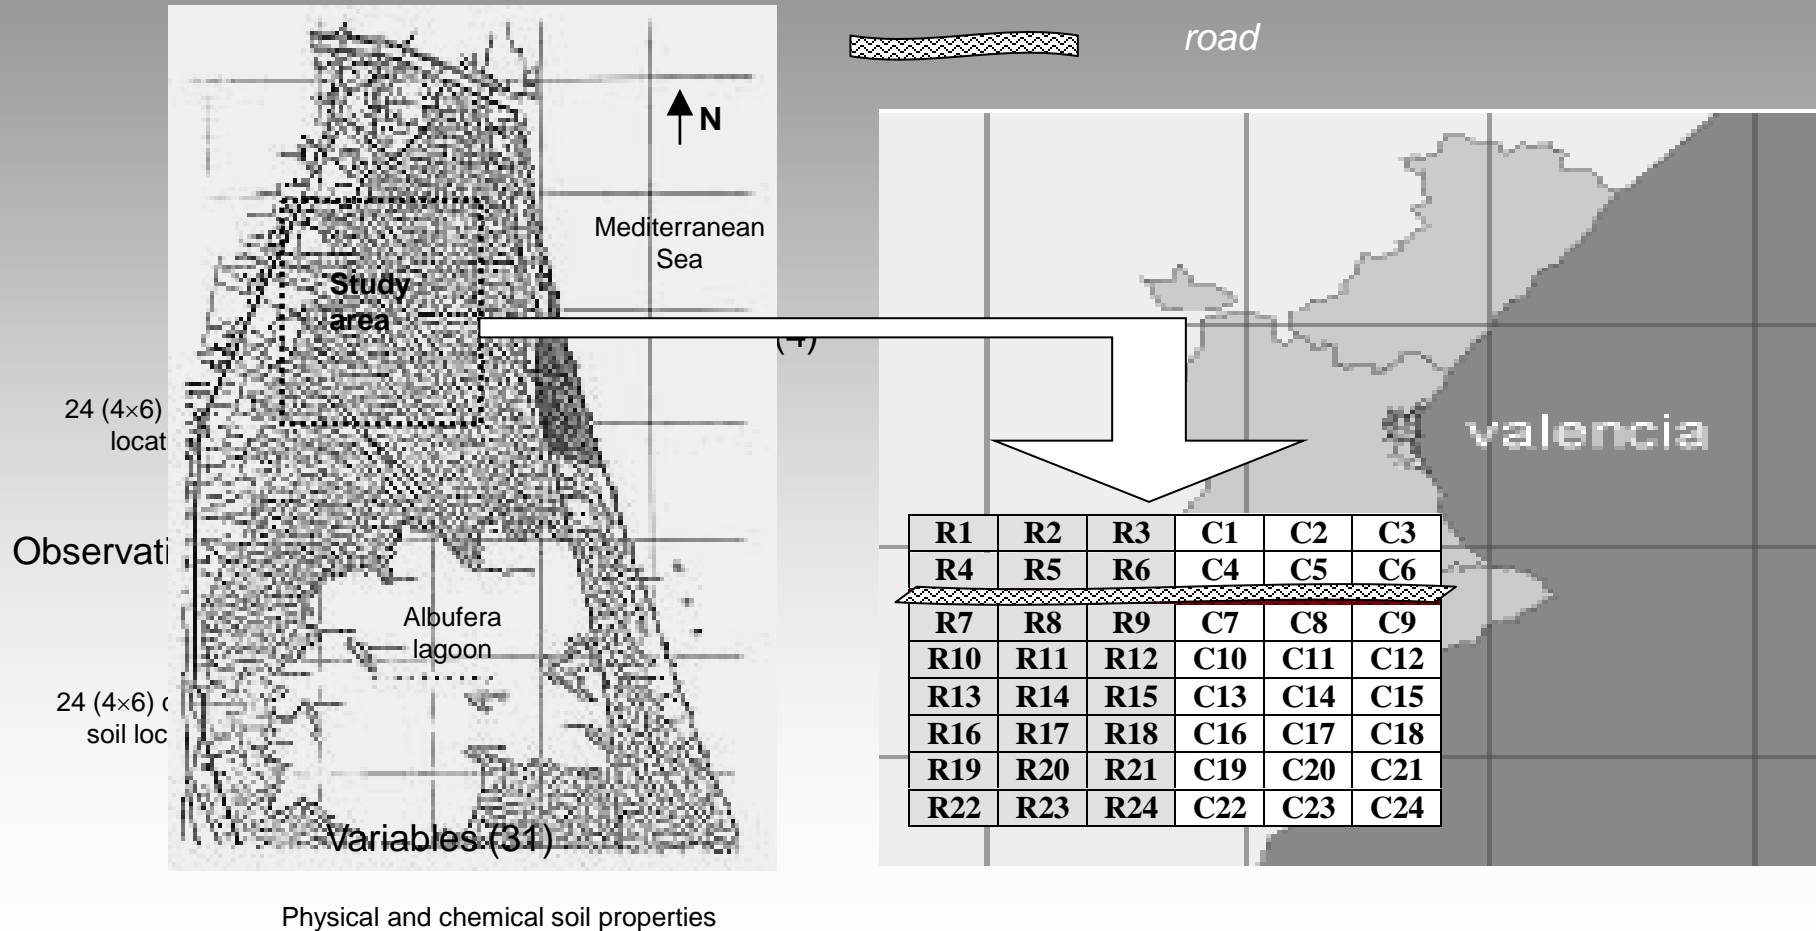 road
N
Mediterranean
Sea
Study
area
(4)
24 (4×6)
valencia
Albufera
lagoon
24 (4×6)
soil
R1 R2 R3 C1 C2 C3
R4 R5 R6 C4 C5 C6
R7 R8 R9 C7 C8 C9
R10 R11 R12 C10 C11 C12
R13 R14 R15 C13 C14 C15
R16 R17 R18 C16 C17 C18
R19 R20 R21 C19 C20 C21
R22 R23 R24 C22 C23 C24
Variables (31)
Physical and chemical soil properties